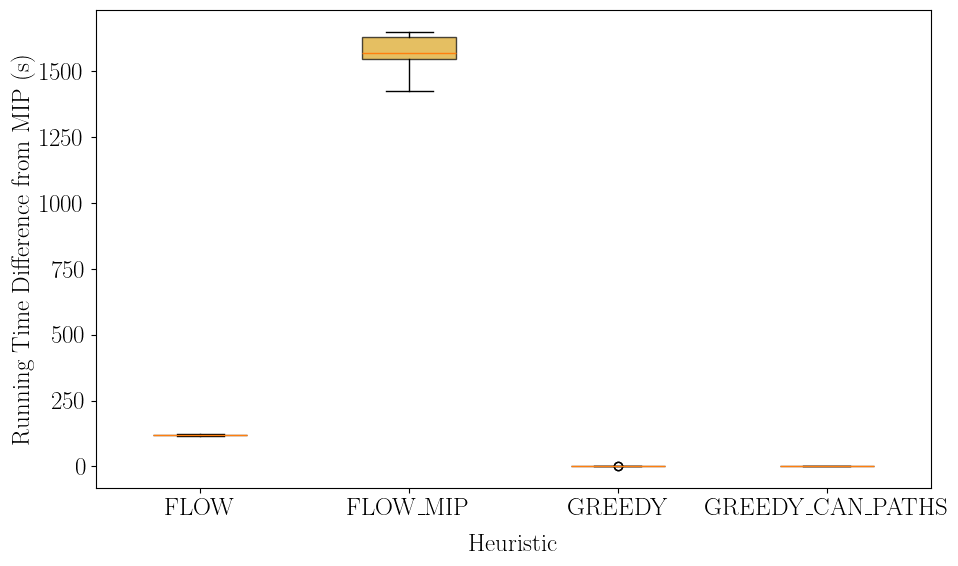 Running Time Difference from MIP (s)
1500
1250
1000
750
500
250
0
FLOW
FLOW_MIP
GREEDY
GREEDY_CAN_PATHS
Heuristic